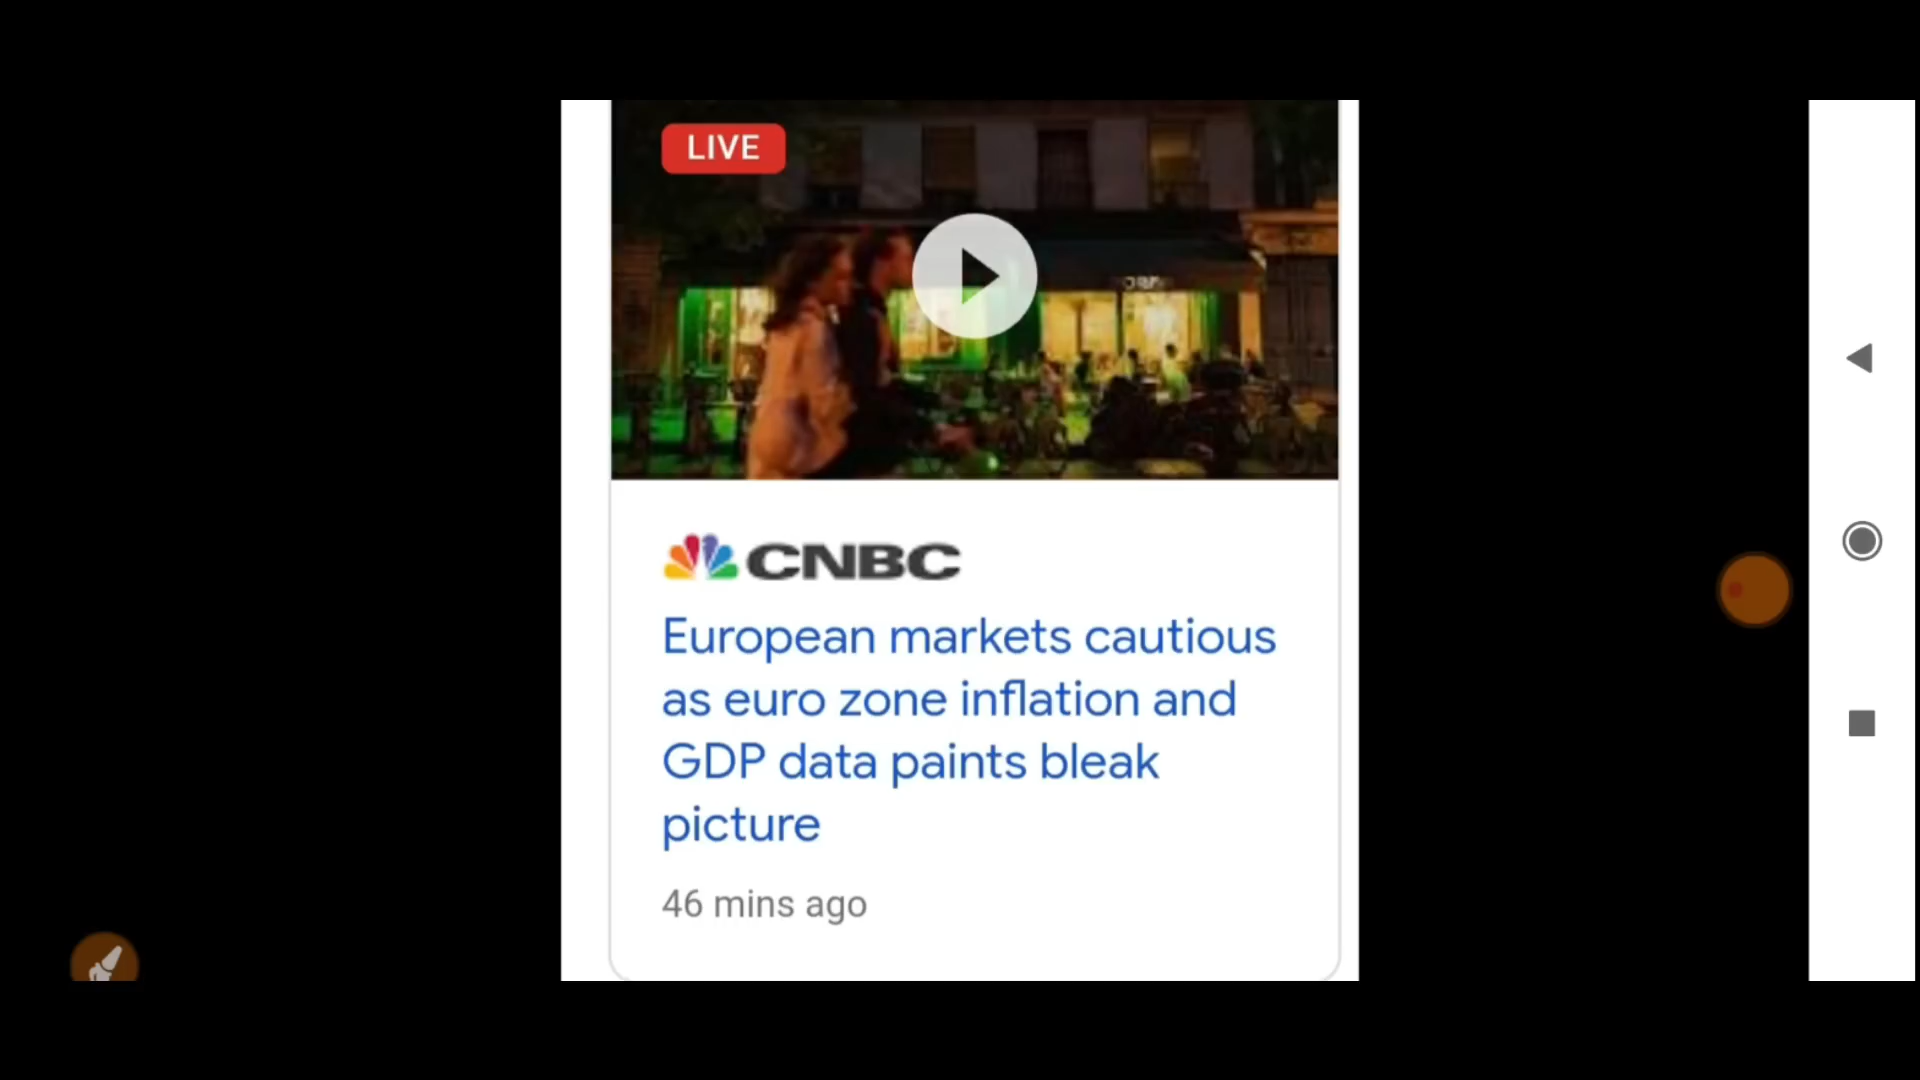 LIVE
CNBC
European markets cautious
as euro zone inflation and
GDP data paints bleak
picture
46 mins ago